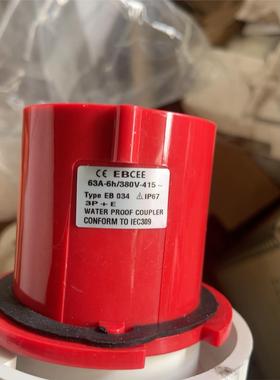 CE EBCEE
63A-6h/380V-415~
Type EB 034 ⚠IP67
3P+E
WATER PROOF COUPLER
CONFORM TO IEC309